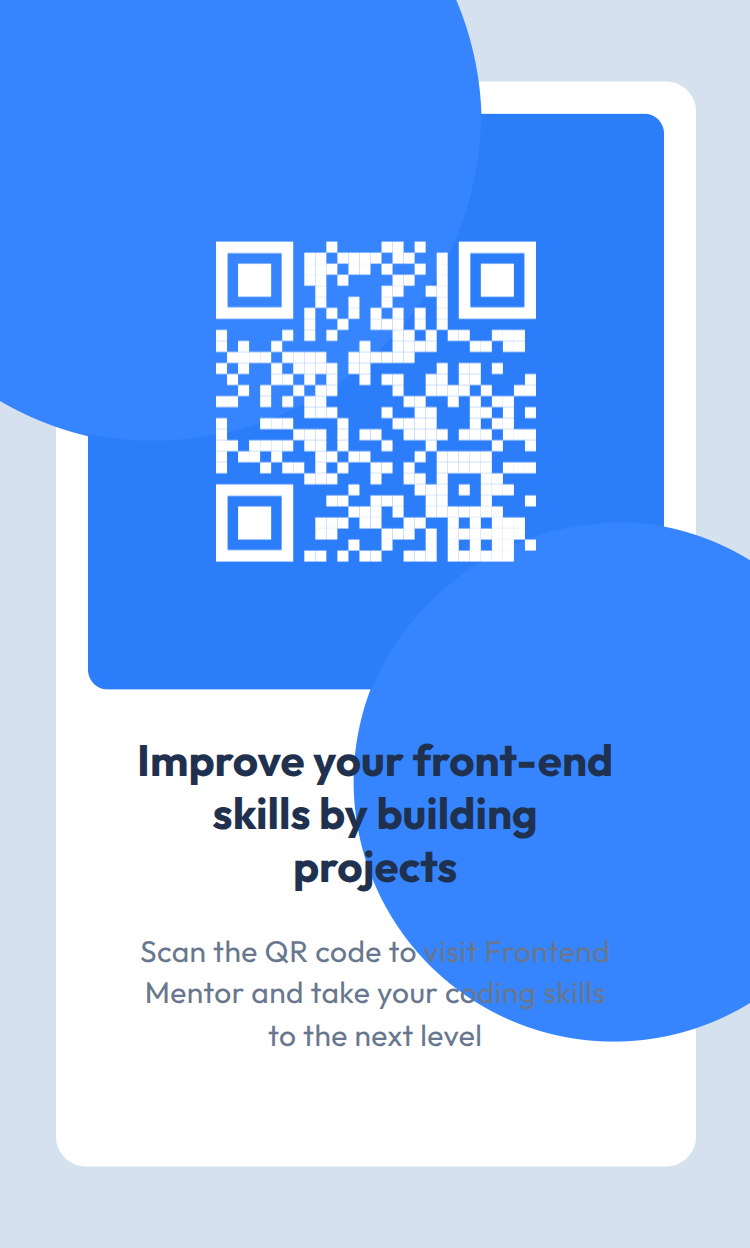 Improve your front-end
skills by building
projects
Scan the QR code to visit Frontend
Mentor and take your coding skills
to the next level